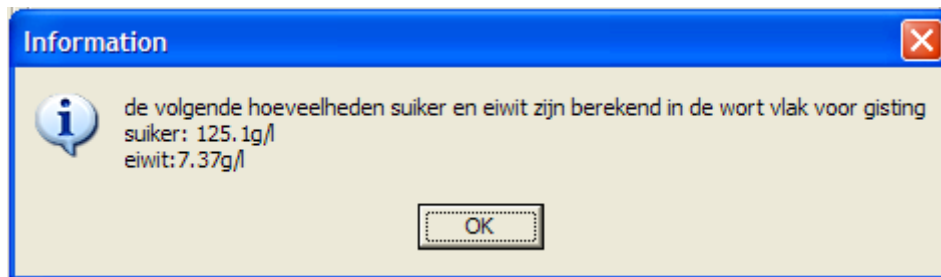 Information
de volgende hoeveelheden suiker en eiwit zijn berekend in de wort vlak voor gisting
suiker: 125.1g/l
eiwit:7.37g/l
OK